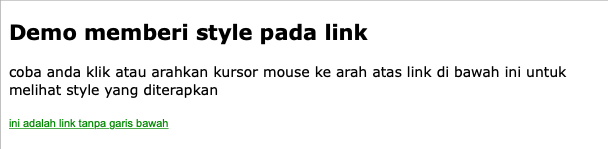 Demo memberi style pada link
coba anda klik atau arahkan kursor mouse ke arah atas link di bawah ini untuk
melihat style yang diterapkan
ini adalah link tanpa garis bawah